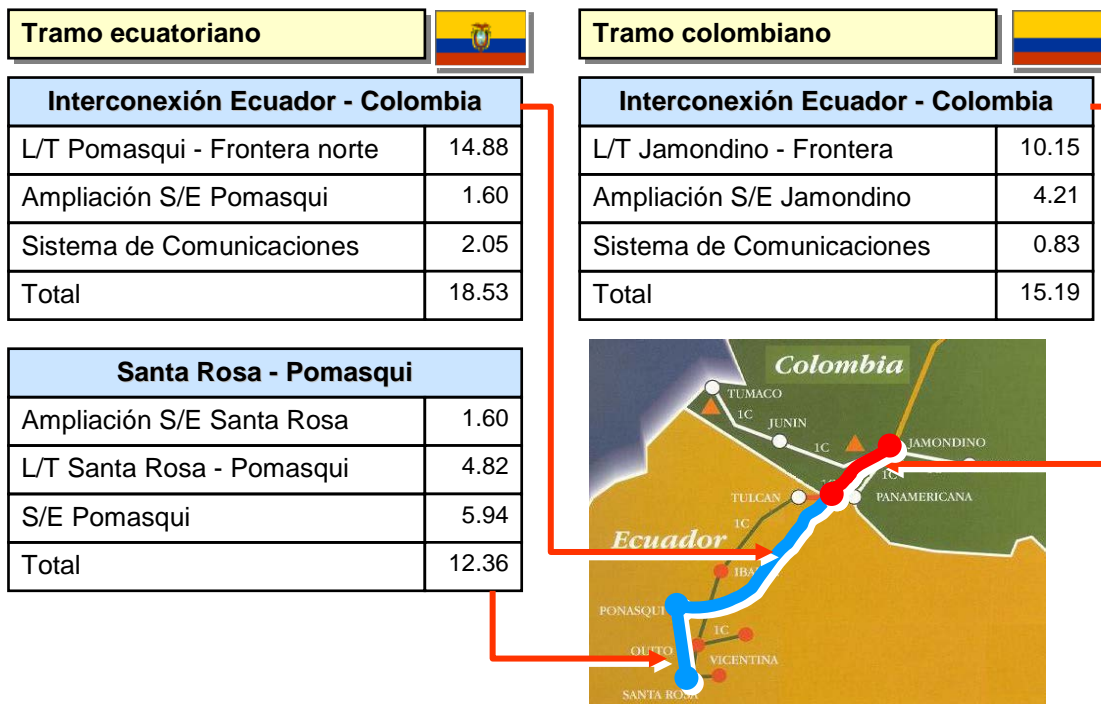 Tramo ecuatoriano
Interconexión Ecuador - Colombia
L/T Pomasqui - Frontera norte 14.88
Ampliación S/E Pomasqui 1.60
Sistema de Comunicaciones 2.05
Total 18.53
Santa Rosa - Pomasqui
Ampliación S/E Santa Rosa 1.60
L/T Santa Rosa - Pomasqui 4.82
S/E Pomasqui 5.94
Total 12.36
Tramo colombiano
Interconexión Ecuador - Colombia
L/T Jamondino - Frontera 10.15
Ampliación S/E Jamondino 4.21
Sistema de Comunicaciones 0.83
Total 15.19
Colombia
TUMACO
1C
JUNIN
1C
JAMONDINO
1C
TULCAN
PANAMERICANA
1C
Ecuador
PONASQUI
1C
QUITO
VICENTINA
SANTA ROSA